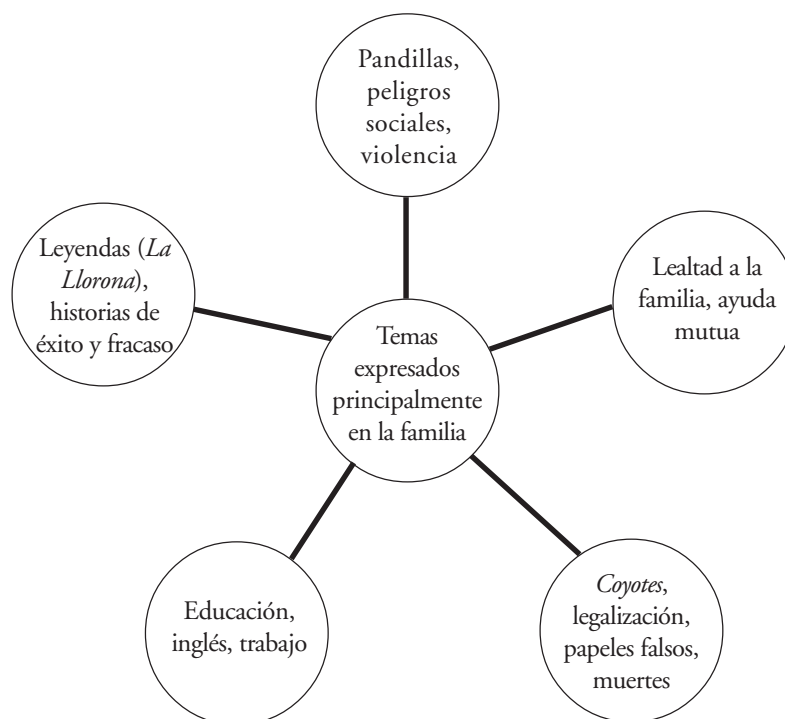 Pandillas,
peligros
sociales,
violencia
Leyendas (La
Llorona),
historias de
éxito y fracaso
Lealtad a la
familia, ayuda
mutua
Temas
expresados
principalmente
en la familia
Educación,
inglés, trabajo
Coyotes,
legalización,
papeles falsos,
muertes